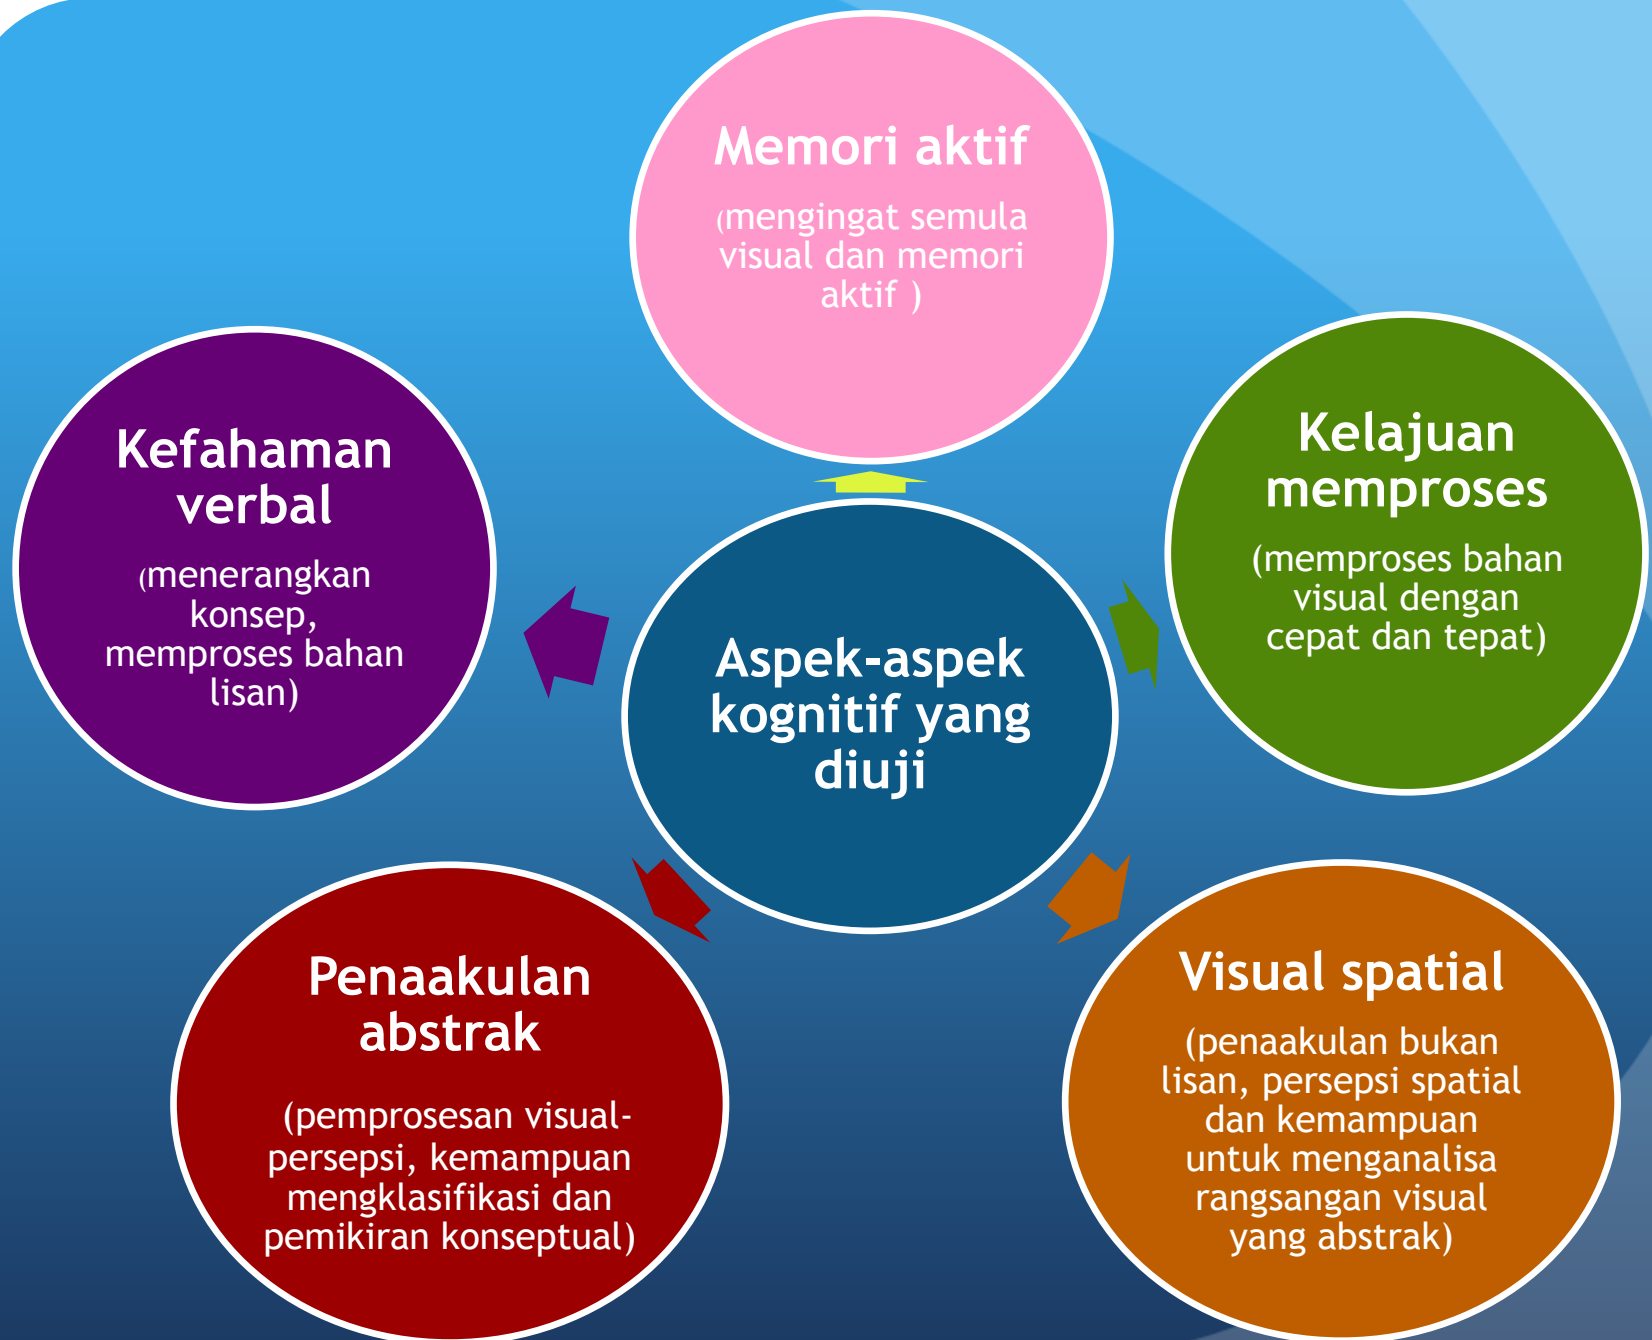 Memori aktif
(mengingat semula
visual dan memori
aktif )
Kelajuan
memproses
(memproses bahan
visual dengan
cepat dan tepat)
Visual spatial
(penaakulan bukan
lisan, persepsi spatial
dan kemampuan
untuk menganalisa
rangsangan visual
yang abstrak)
Penaakulan
abstrak
(pemprosesan visual-
persepsi, kemampuan
mengklasifikasi dan
pemikiran konseptual)
Kefahaman
verbal
(menerangkan
konsep,
memproses bahan
lisan)
Aspek-aspek
kognitif yang
diuji